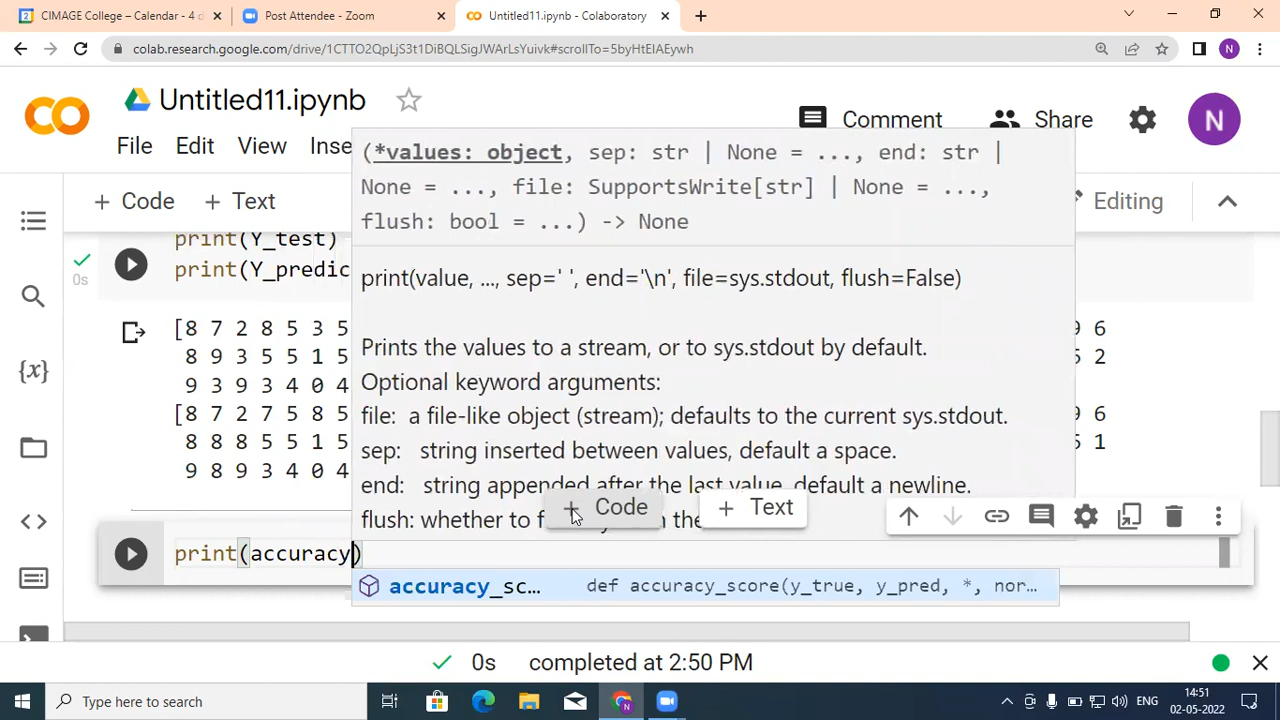 CIMAGE College – Calendar - 4 d
Post Attendee - Zoom
Untitled11.ipynb - Colaboratory
colab.research.google.com/drive/1CTTO2QpLjS3t1DiBQLSigJWArLsYuivk#scrollTo=5byHtEIAEywh
N
Untitled11.ipynb
Comment
Share
N
File Edit View Inse
+ Code + Text
Editing
(*values: object, sep: str | None = ..., end: str |
None = ..., file: SupportsWrite[str] | None = ...,
flush: bool = ...) -> None
print(value, ..., sep=' ', end='\n', file=sys.stdout, flush=False)
Prints the values to a stream, or to sys.stdout by default.
Optional keyword arguments:
file: a file-like object (stream); defaults to the current sys.stdout.
sep: string inserted between values, default a space.
end: string appended after the last value, default a newline.
flush: whether to f
+ Code
+ Text
print(Y_test)
0s
print(Y_predic
[8 7 2 8 5 3 5
6
8 9 3 5 5 1 5
5 2
9 3 9 3 4 0 4
[8 7 2 7 5 8 5
6
8 8 8 5 5 1 5
5 1
9 8 9 3 4 0 4
print(accuracy)
accuracy_sc... def accuracy_score(y_true, y_pred, *, nor...
0s completed at 2:50 PM
Type here to search
14:51
ENG
02-05-2022